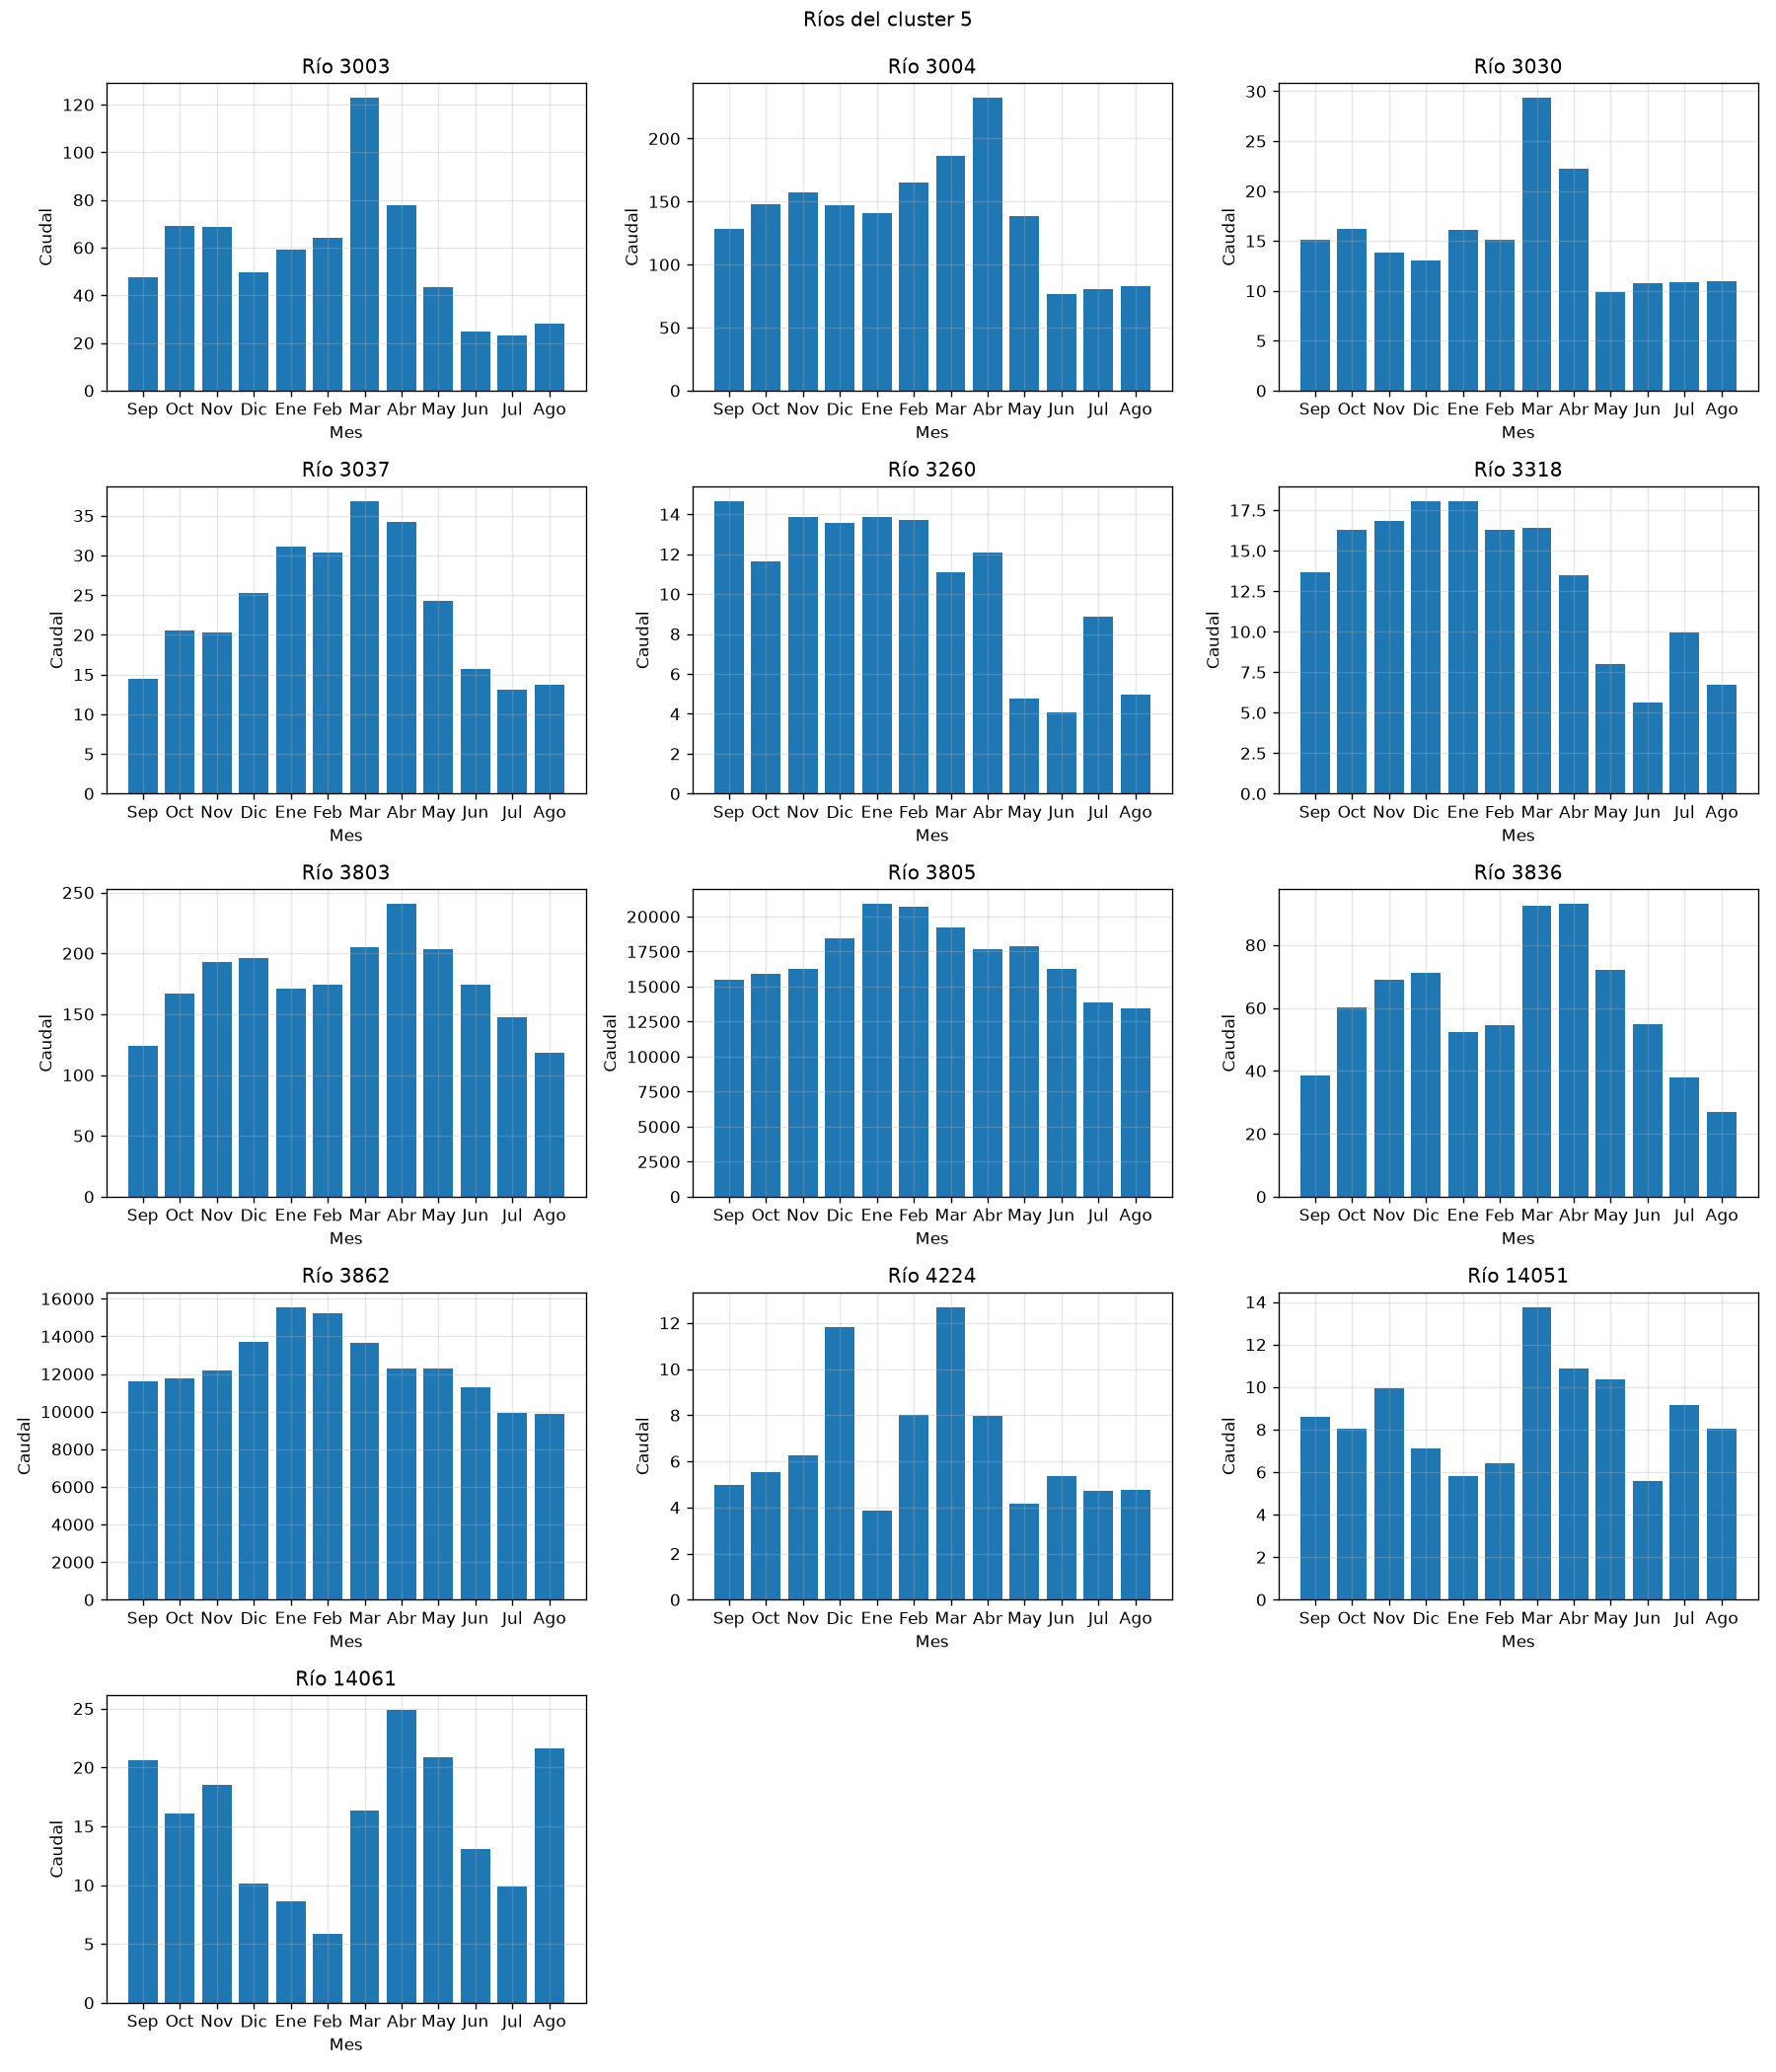 Ríos del cluster 5
Río 3003
Caudal
120
100
80
60
40
20
0
Sep Oct Nov Dic Ene Feb Mar Abr May Jun Jul Ago
Mes
Río 3004
Caudal
200
150
100
50
0
Sep Oct Nov Dic Ene Feb Mar Abr May Jun Jul Ago
Mes
Río 3030
Caudal
30
25
20
15
10
5
0
Sep Oct Nov Dic Ene Feb Mar Abr May Jun Jul Ago
Mes
Río 3037
Caudal
35
30
25
20
15
10
5
0
Sep Oct Nov Dic Ene Feb Mar Abr May Jun Jul Ago
Mes
Río 3260
Caudal
14
12
10
8
6
4
2
0
Sep Oct Nov Dic Ene Feb Mar Abr May Jun Jul Ago
Mes
Río 3318
Caudal
17.5
15.0
12.5
10.0
7.5
5.0
2.5
0.0
Sep Oct Nov Dic Ene Feb Mar Abr May Jun Jul Ago
Mes
Río 3803
Caudal
250
200
150
100
50
0
Sep Oct Nov Dic Ene Feb Mar Abr May Jun Jul Ago
Mes
Río 3805
Caudal
20000
17500
15000
12500
10000
7500
5000
2500
0
Sep Oct Nov Dic Ene Feb Mar Abr May Jun Jul Ago
Mes
Río 3836
Caudal
80
60
40
20
0
Sep Oct Nov Dic Ene Feb Mar Abr May Jun Jul Ago
Mes
Río 3862
Caudal
16000
14000
12000
10000
8000
6000
4000
2000
0
Sep Oct Nov Dic Ene Feb Mar Abr May Jun Jul Ago
Mes
Río 4224
Caudal
12
10
8
6
4
2
0
Sep Oct Nov Dic Ene Feb Mar Abr May Jun Jul Ago
Mes
Río 14051
Caudal
14
12
10
8
6
4
2
0
Sep Oct Nov Dic Ene Feb Mar Abr May Jun Jul Ago
Mes
Río 14061
Caudal
25
20
15
10
5
0
Sep Oct Nov Dic Ene Feb Mar Abr May Jun Jul Ago
Mes